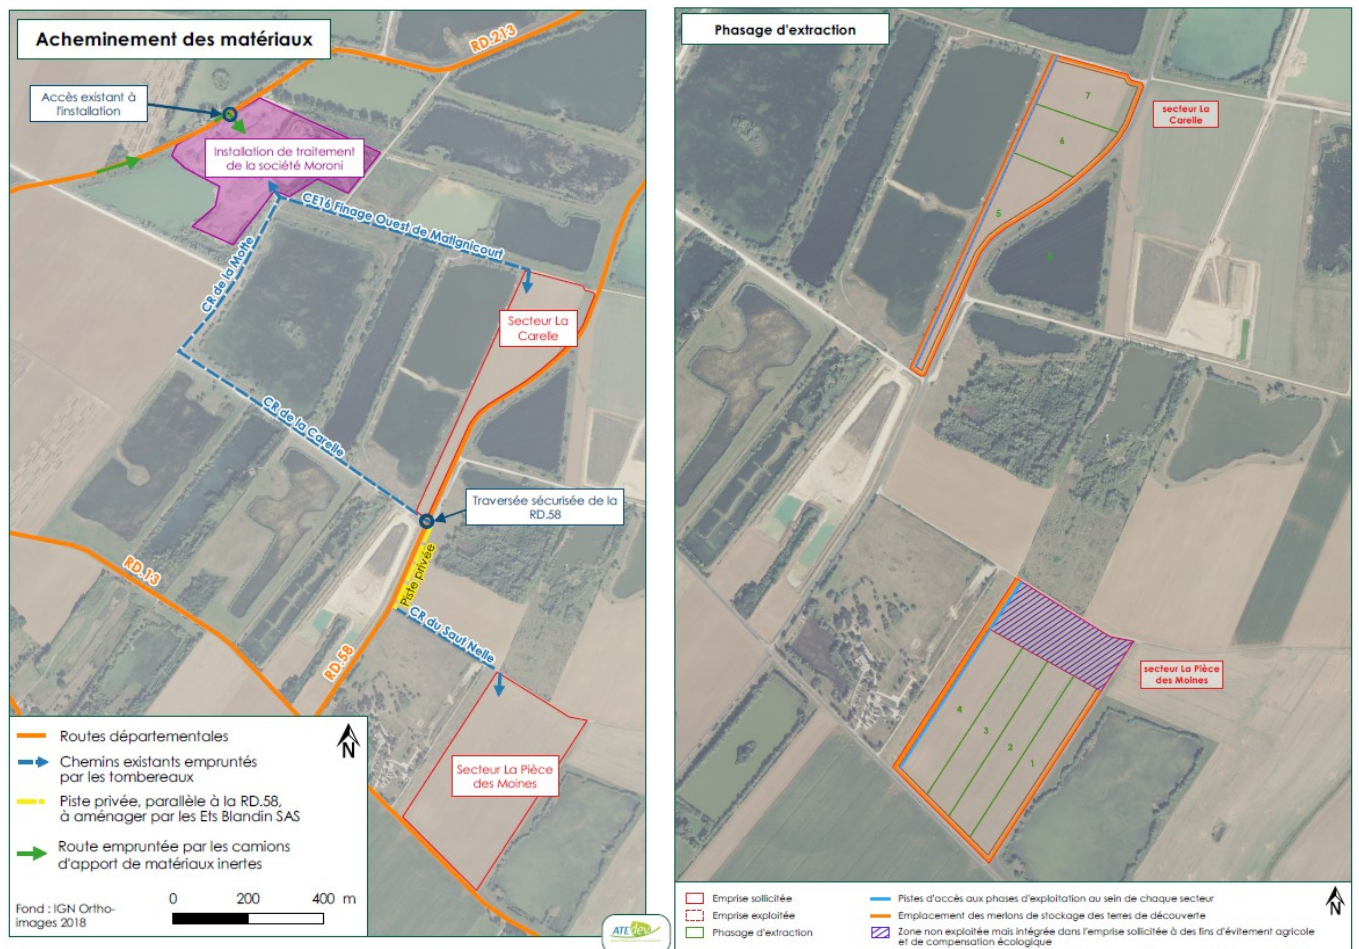 Acheminement des matériaux
RD.213
Accès existant à
l'installation
Installation de traitement
de la société Moroni
CE16 Finage Ouest de Matignicourt
CR de la Motte
Secteur La
Carelle
CR de la Carelle
Traversée sécurisée de la
RD.58
Piste privée
RD.13
CR du Saut Nelle
RD.58
Secteur La Pièce
des Moines
Routes départementales
Chemins existants empruntés
par les tombereaux
Piste privée, parallèle à la RD.58,
à aménager par les Ets Blandin SAS
Route empruntée par les camions
d'apport de matériaux inertes
N
0 200 400 m
Fond : IGN Ortho-
images 2018
ATEdev
Phasage d'extraction
7
secteur La
Carelle
6
5
secteur La Pièce
des Moines
4
3
2
1
Emprise sollicitée
Emprise exploitée
Phasage d'extraction
Pistes d'accès aux phases d'exploitation au sein de chaque secteur
Emplacement des merlons de stockage des terres de découverte
Zone non exploitée mais intégrée dans l'emprise sollicitée à des fins d'évitement agricole
et de compensation écologique
N